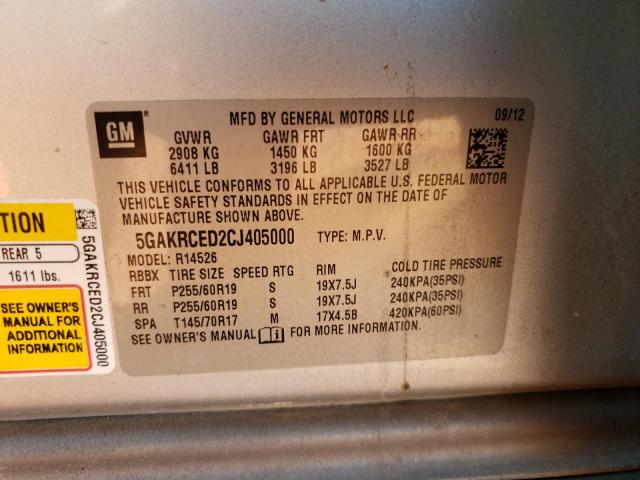 GM
MFD BY GENERAL MOTORS LLC 09/12
GVWR GAWR FRT GAWR RR
2908 KG 1450 KG 1600 KG
6411 LB 3196 LB 3527 LB
THIS VEHICLE CONFORMS TO ALL APPLICABLE U.S. FEDERAL MOTOR
VEHICLE SAFETY STANDARDS IN EFFECT ON THE DATE OF
MANUFACTURE SHOWN ABOVE.
5GAKRCED2CJ405000 TYPE: M.P.V.
MODEL: R14526
RBBX TIRE SIZE SPEED RTG RIM COLD TIRE PRESSURE
FRT P255/60R19 S 19X7.5J 240KPA(35PSI)
RR P255/60R19 S 19X7.5J 240KPA(35PSI)
SPA T145/70R17 M 17X4.5B 420KPA(60PSI)
SEE OWNER'S MANUAL FOR MORE INFORMATION.
TION
REAR 5
1611 lbs.
SEE OWNER'S
MANUAL FOR
ADDITIONAL
INFORMATION
5GAKRCED2CJ405000